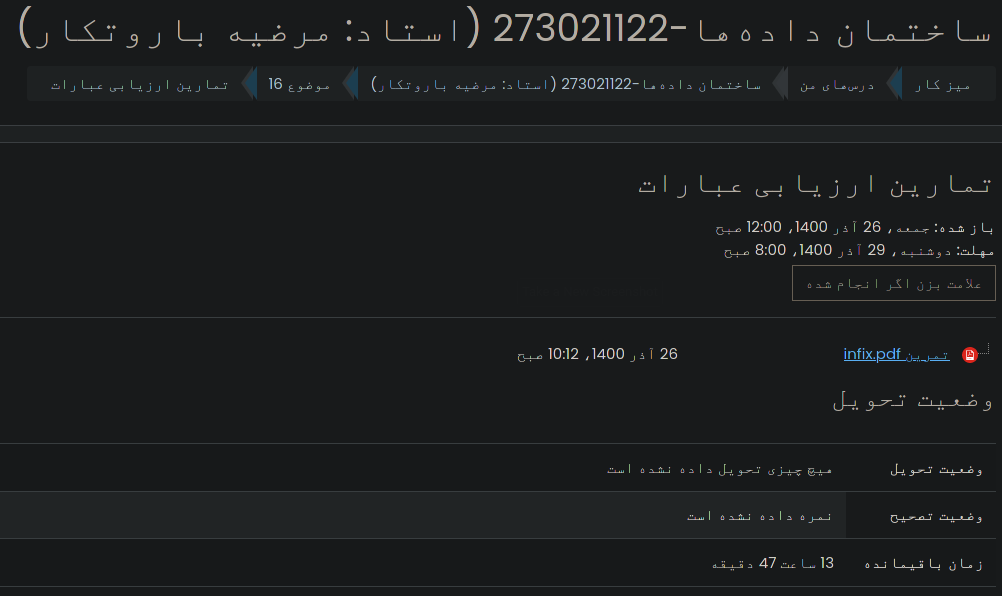 ساختمان داده‌ها-273021122 (استاد: مرضیه باروتکار)
میز کار درس‌های من ساختمان داده‌ها-273021122 (استاد: مرضیه باروتکار) موضوع 16 تمارین ارزیابی عبارات
تمارین ارزیابی عبارات
باز شده: جمعه، 26 آذر 1400، 12:00 صبح
مهلت: دوشنبه، 29 آذر 1400، 8:00 صبح
علامت بزن اگر انجام شده
تمرین infix.pdf 26 آذر 1400، 10:12 صبح
وضعیت تحویل
وضعیت تحویل هیچ چیزی تحویل داده نشده است
وضعیت تصحیح نمره داده نشده است
زمان باقیمانده 13 ساعت 47 دقیقه